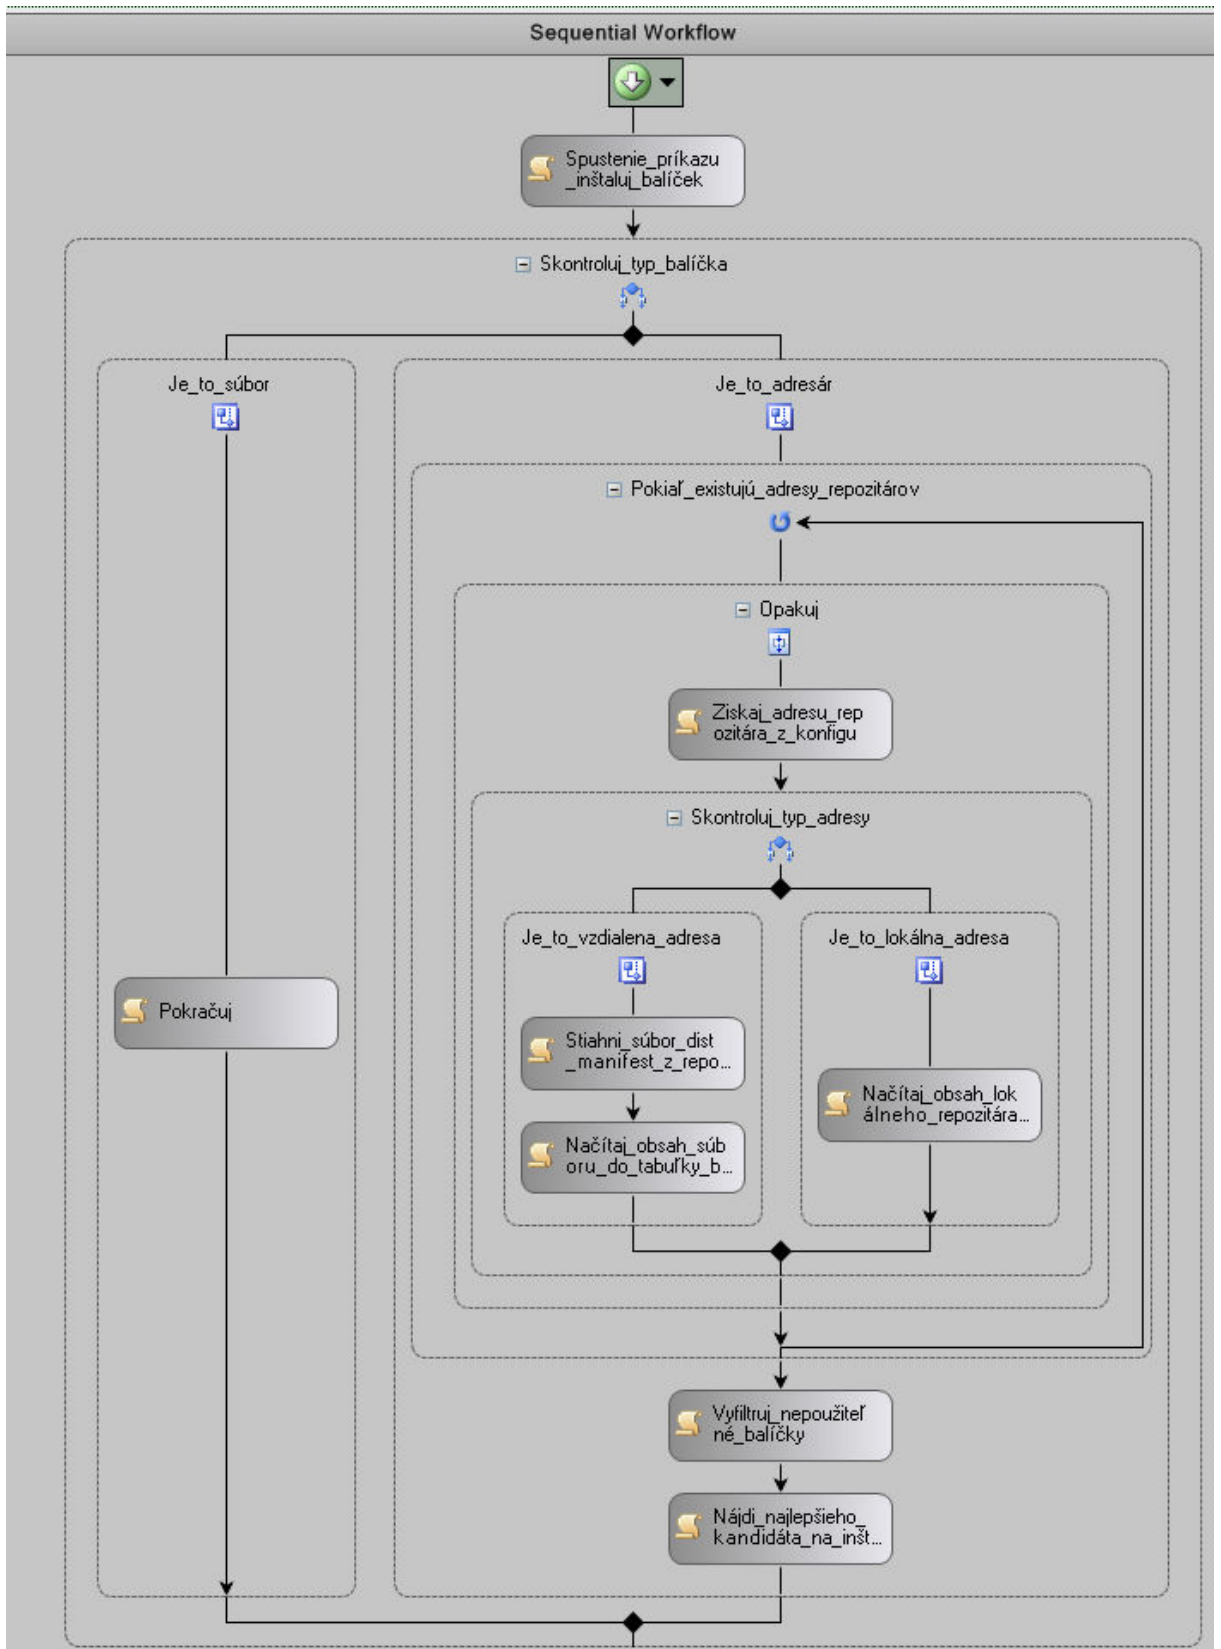 Sequential Workflow
Spustenie_príkazu
_inštaluj_balíček
Skontroluj_typ_balíčka
Je_to_súbor
Je_to_adresár
Pokiaľ_existujú_adresy_repozitárov
Opakuj
Ziskaj_adresu_rep
ozitára_z_konfigu
Skontroluj_typ_adresy
Je_to_vzdialena_adresa
Je_to_lokálna_adresa
Pokračuj
Stiahni_súbor_dist
_manifest_z_repo...
Načítaj_obsah_lok
álneho_repozitára...
Načítaj_obsah_súb
oru_do_tabuľky_b...
Vyfiltruj_nepoužiteľ
né_balíčky
Nájdi_najlepšieho_
kandidáta_na_inšt...